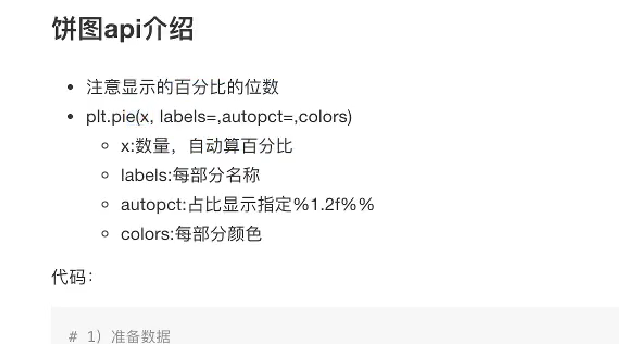 饼图api介绍
注意显示的百分比的位数
plt.pie(x, labels=,autopct=,colors)
x:数量，自动算百分比
labels:每部分名称
autopct:占比显示指定%1.2f%%
colors:每部分颜色
代码：
# 1) 准备数据